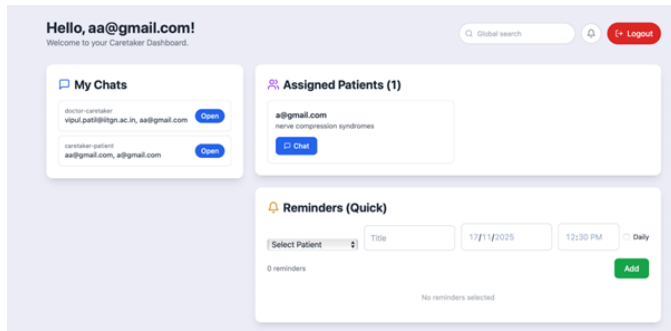 Hello, aa@gmail.com!
Welcome to your Caretaker Dashboard.
Global search
Logout
My Chats
doctor-caretaker
vipul.patil@iitgn.ac.in, aa@gmail.com
Open
caretaker-patient
aa@gmail.com, a@gmail.com
Open
Assigned Patients (1)
a@gmail.com
nerve compression syndromes
Chat
Reminders (Quick)
Select Patient
Title
17/11/2025
12:30 PM
Daily
0 reminders
Add
No reminders selected